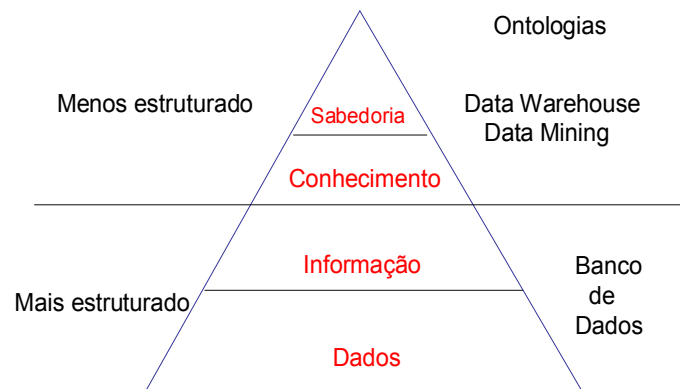 Ontologias
Menos estruturado
Sabedoria
Data Warehouse
Data Mining
Conhecimento
Informação
Mais estruturado
Banco
de
Dados
Dados